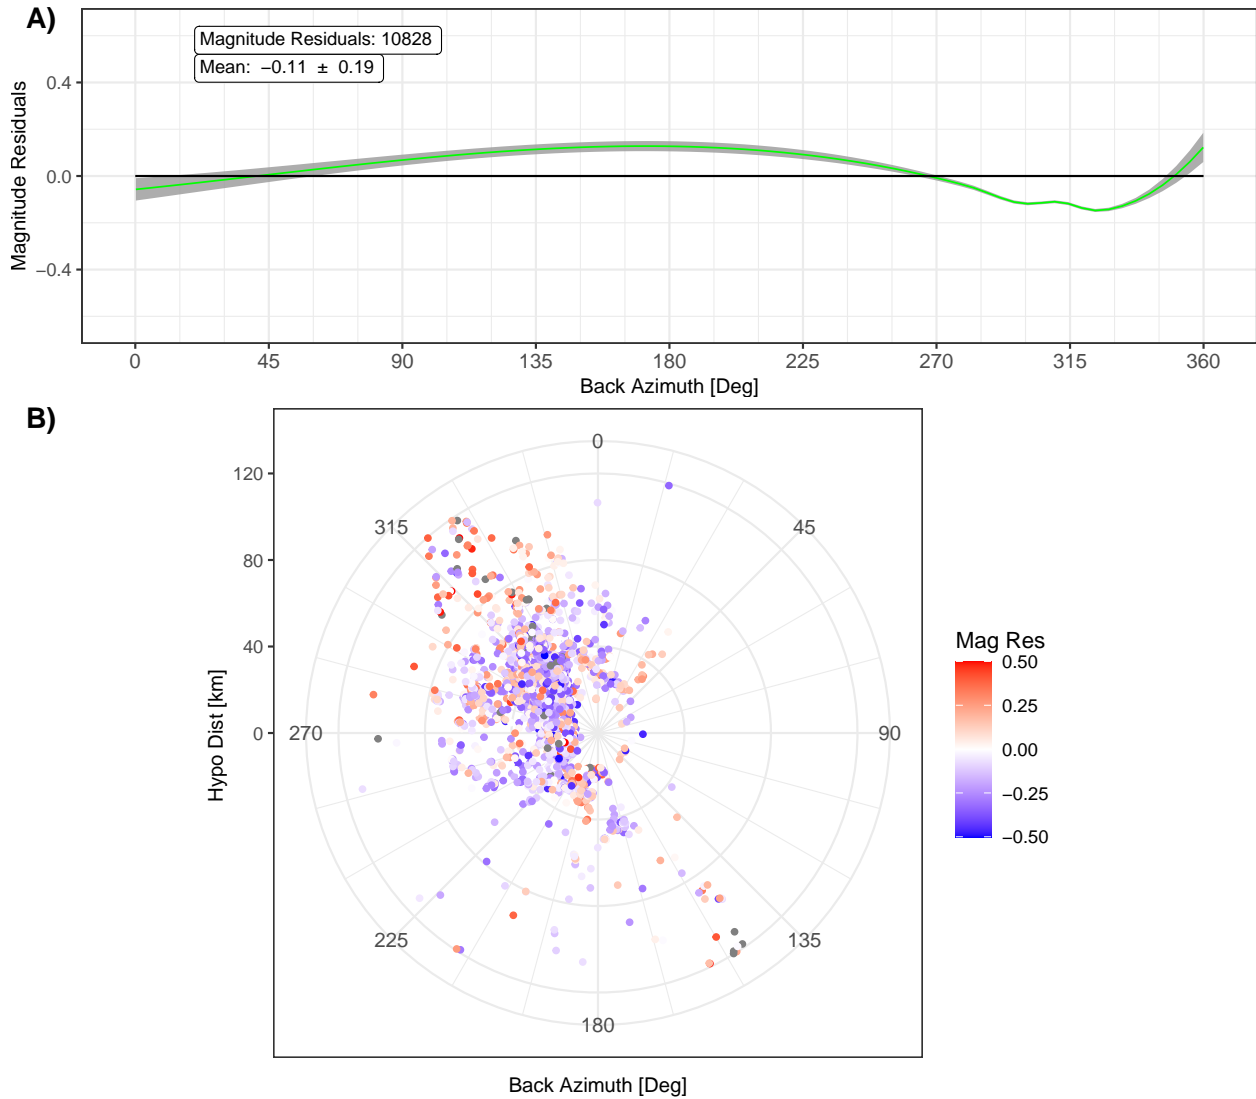 A)
Magnitude Residuals: 10828
Mean: −0.11 ± 0.19
Magnitude Residuals
0.4
0.0
−0.4
0 45 90 135 180 225 270 315 360
Back Azimuth [Deg]
B)
Hypo Dist [km]
120
80
40
0
0
45
90
135
180
225
270
315
Back Azimuth [Deg]
Mag Res
0.50
0.25
0.00
−0.25
−0.50